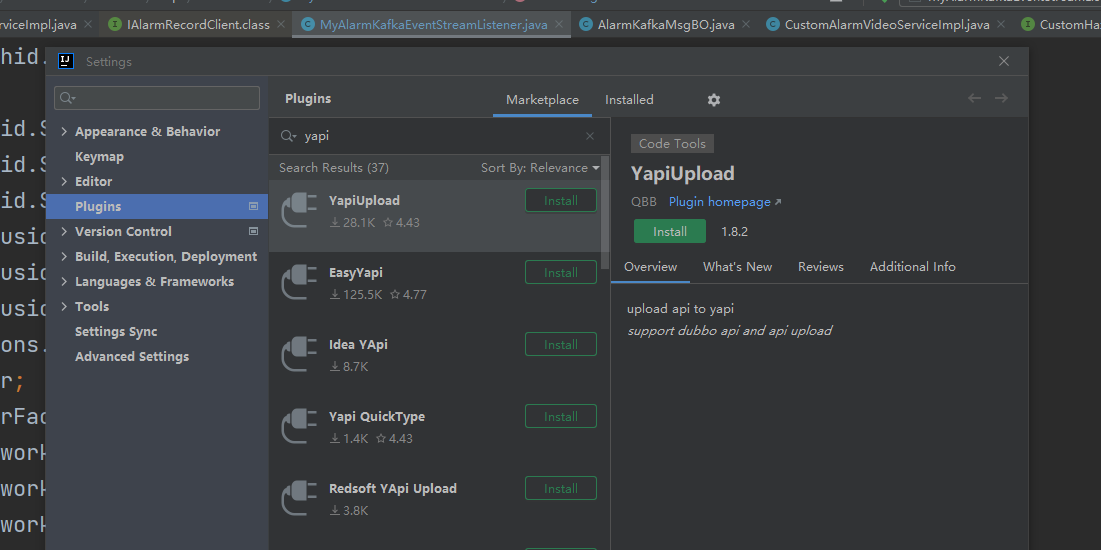 rviceImpl.java
IAlarmRecordClient.class
MyAlarmKafkaEventStreamListener.java
AlarmKafkaMsgBO.java
CustomAlarmVideoServiceImpl.java
CustomHa
hid.
id.S
id.S
id.S
usio
usio
usio
ons.
r;
rFac
work
work
work
Settings
Appearance & Behavior
Keymap
Editor
Plugins
Version Control
Build, Execution, Deployment
Languages & Frameworks
Tools
Settings Sync
Advanced Settings
Plugins
Marketplace
Installed
yapi
Search Results (37)
Sort By: Relevance
YapiUpload
Install
28.1K
4.43
EasyYapi
Install
125.5K
4.77
Idea YApi
Install
8.7K
Yapi QuickType
Install
1.4K
4.43
Redsoft YApi Upload
Install
3.8K
Code Tools
YapiUpload
QBB
Plugin homepage
Install
1.8.2
Overview
What's New
Reviews
Additional Info
upload api to yapi
support dubbo api and api upload